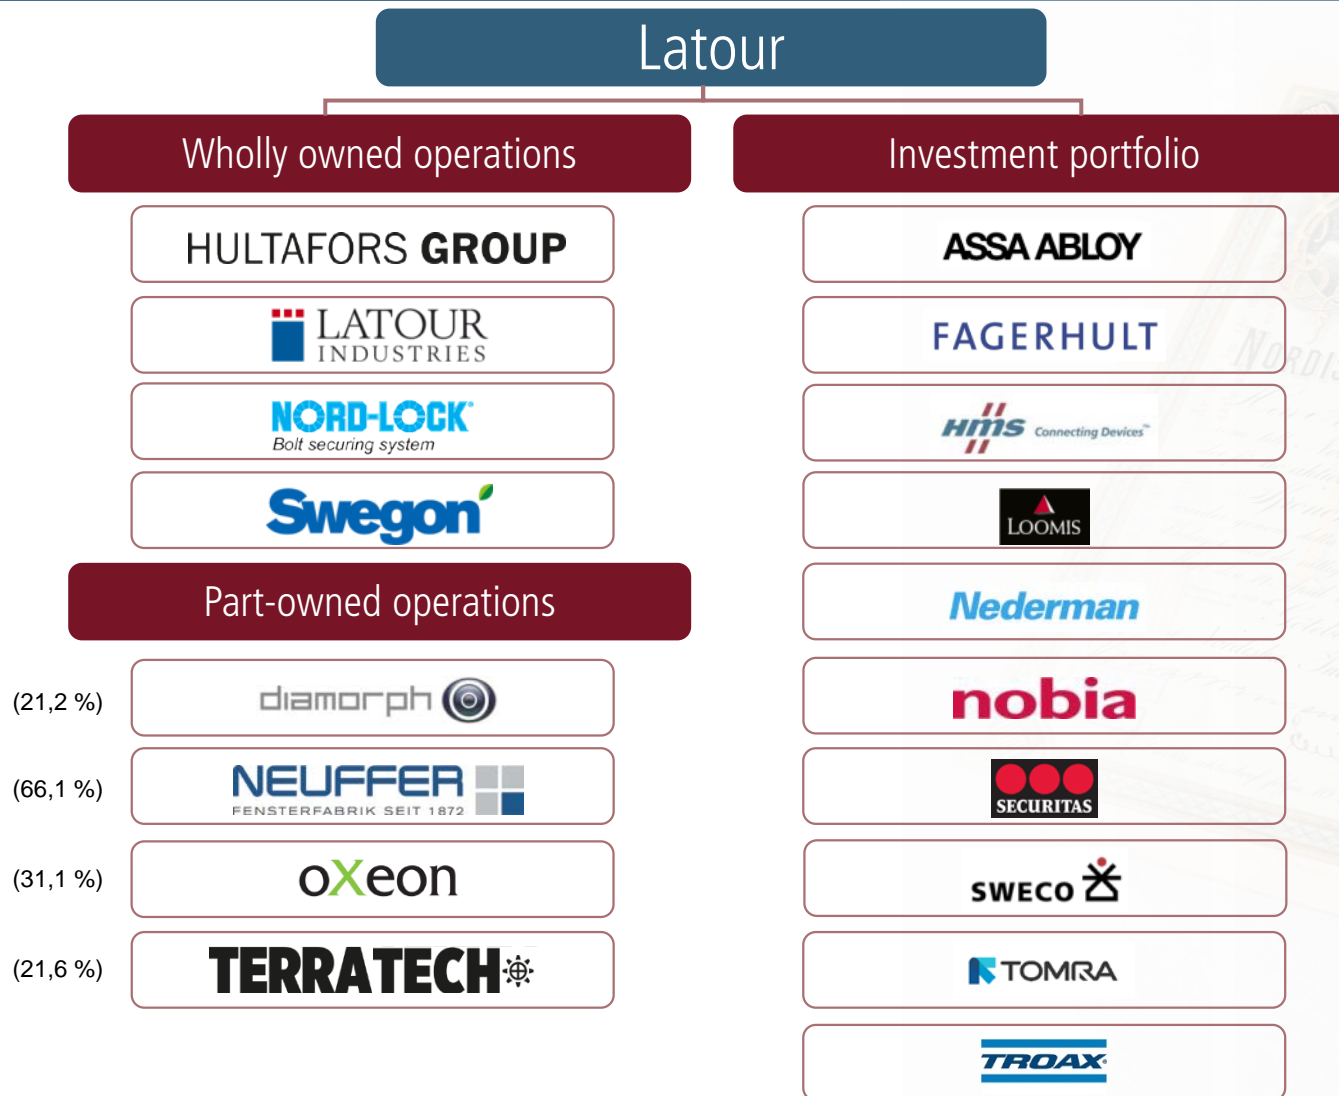 Latour
Wholly owned operations
HULTAFORS GROUP
LATOUR
INDUSTRIES
NORD-LOCK®
Bolt securing system
Swegon
Part-owned operations
(21,2 %)
diamorph
(66,1 %)
NEUFFER
FENSTERFABRIK SEIT 1872
(31,1 %)
oXeon
(21,6 %)
TERRATECH
Investment portfolio
ASSA ABLOY
FAGERHULT
HMS Connecting Devices™
LOOMIS
Nederman
nobia
SECURITAS
SWECO
TOMRA
TROAX